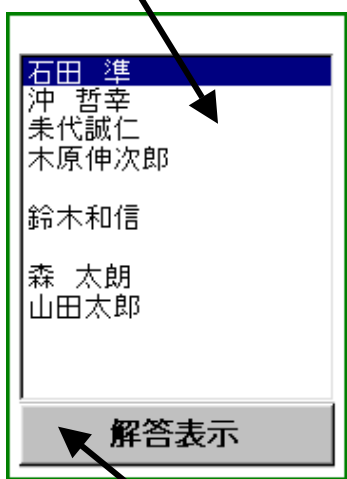 石田　準
沖　哲幸
耒代誠仁
木原伸次郎
鈴木和信
森　太朗
山田太郎
解答表示